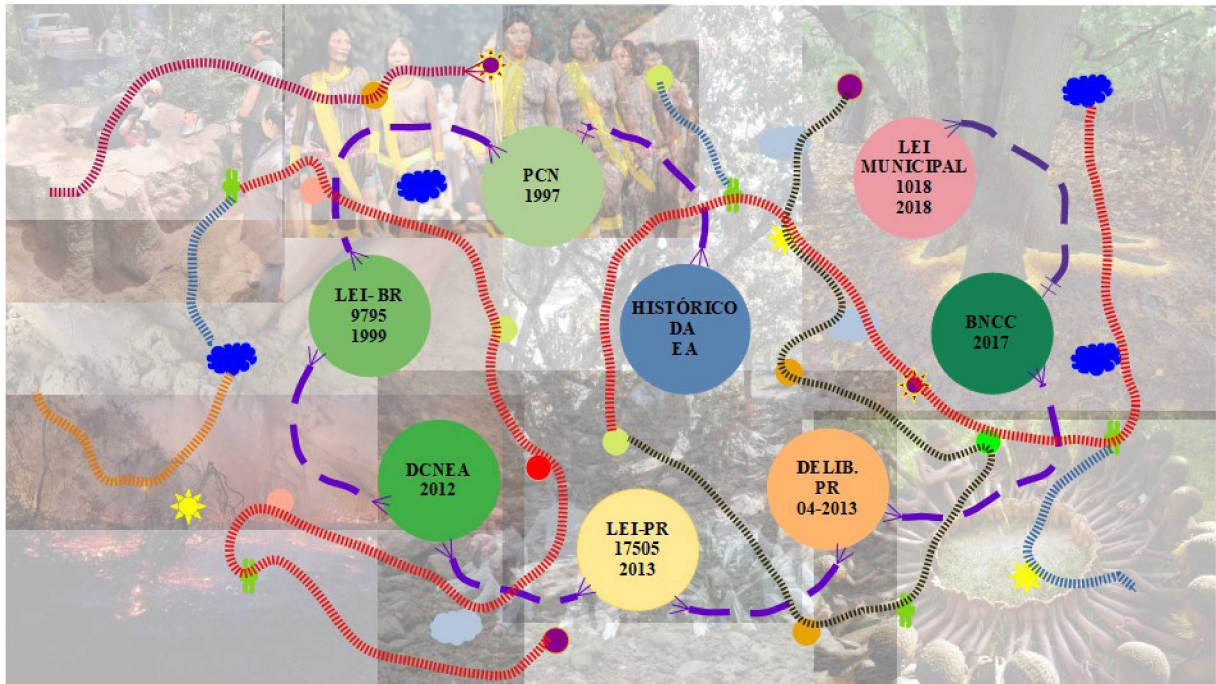 PCN
1997
LEI
MUNICIPAL
1018
2018
LEI- BR
9795
1999
HISTÓRICO
DA
EA
BNCC
2017
DCNEA
2012
LEI-PR
17505
2013
DELIB.
PR
04-2013